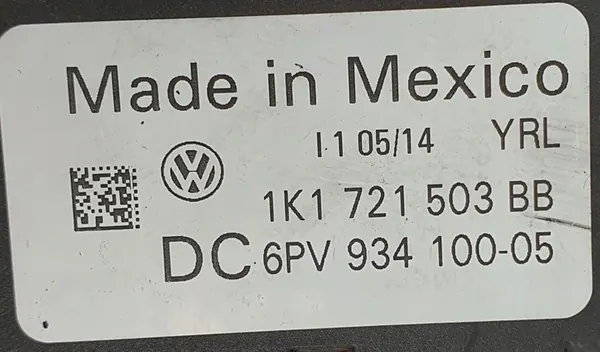 Made in Mexico
I 1 05/14 YRL
1K1 721 503 BB
DC 6PV 934 100-05